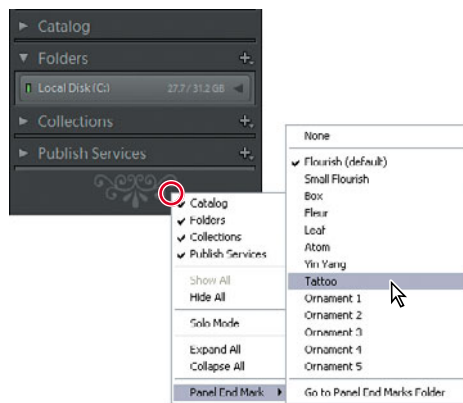 Catalog
Folders
Local Disk (C:) 27.7 / 31.2 GB
Collections
Publish Services
Catalog
Folders
Collections
Publish Services
Show All
Hide All
Solo Mode
Expand All
Collapse All
Panel End Mark
None
Flourish (default)
Small Flourish
Box
Fleur
Leaf
Atom
Yin Yang
Tattoo
Ornament 1
Ornament 2
Ornament 3
Ornament 4
Ornament 5
Go to Panel End Marks Folder